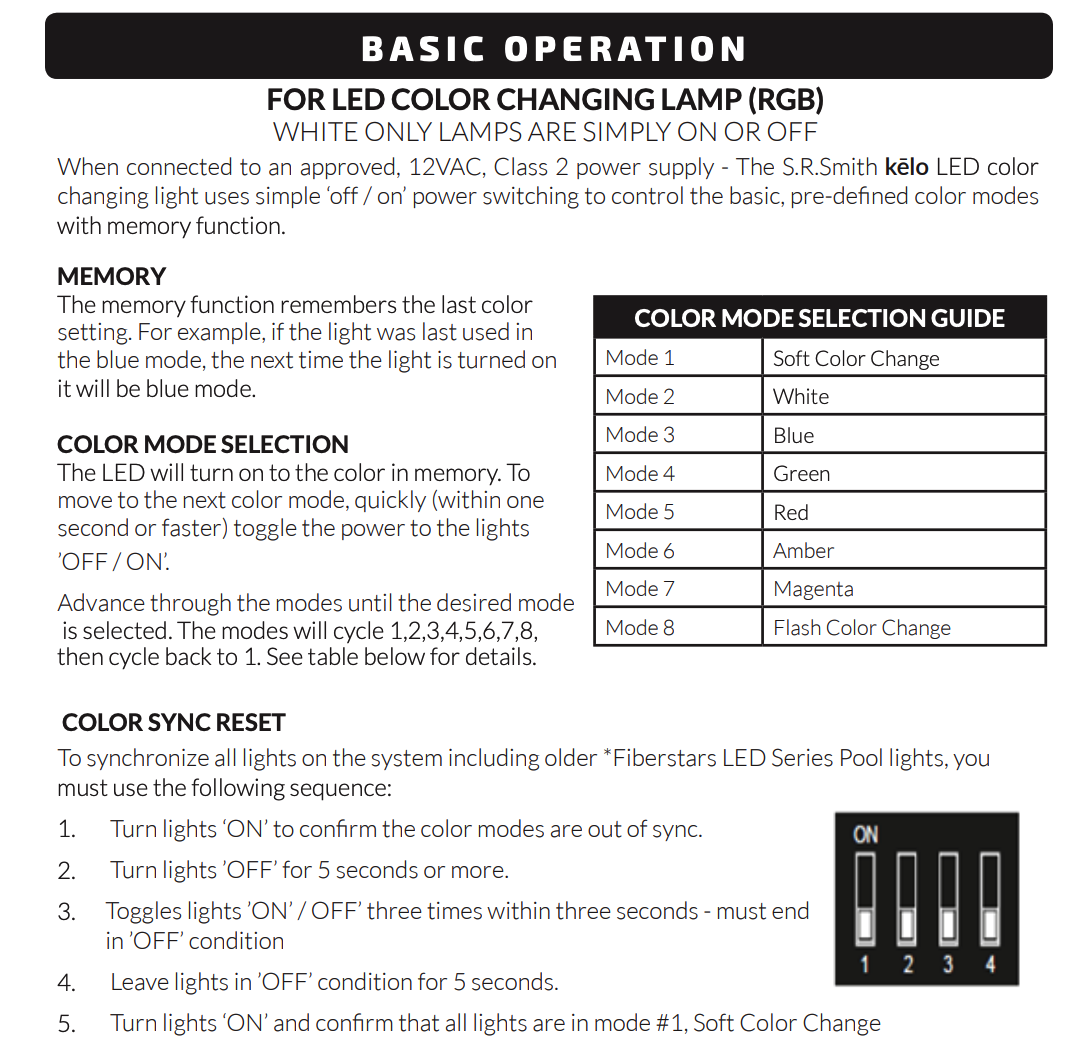 BASIC OPERATION
FOR LED COLOR CHANGING LAMP (RGB)
WHITE ONLY LAMPS ARE SIMPLY ON OR OFF
When connected to an approved, 12VAC, Class 2 power supply - The S.R.Smith kēlo LED color
changing light uses simple ‘off / on’ power switching to control the basic, pre-defined color modes
with memory function.
MEMORY
The memory function remembers the last color
setting. For example, if the light was last used in
the blue mode, the next time the light is turned on
it will be blue mode.
COLOR MODE SELECTION
The LED will turn on to the color in memory. To
move to the next color mode, quickly (within one
second or faster) toggle the power to the lights
’OFF / ON’.
Advance through the modes until the desired mode
is selected. The modes will cycle 1,2,3,4,5,6,7,8,
then cycle back to 1. See table below for details.
COLOR MODE SELECTION GUIDE
Mode 1 Soft Color Change
Mode 2 White
Mode 3 Blue
Mode 4 Green
Mode 5 Red
Mode 6 Amber
Mode 7 Magenta
Mode 8 Flash Color Change
COLOR SYNC RESET
To synchronize all lights on the system including older *Fiberstars LED Series Pool lights, you
must use the following sequence:
1. Turn lights ‘ON’ to confirm the color modes are out of sync.
2. Turn lights ’OFF’ for 5 seconds or more.
3. Toggles lights ’ON’ / OFF’ three times within three seconds - must end
in ’OFF’ condition
4. Leave lights in ’OFF’ condition for 5 seconds.
5. Turn lights ‘ON’ and confirm that all lights are in mode #1, Soft Color Change
ON
1 2 3 4